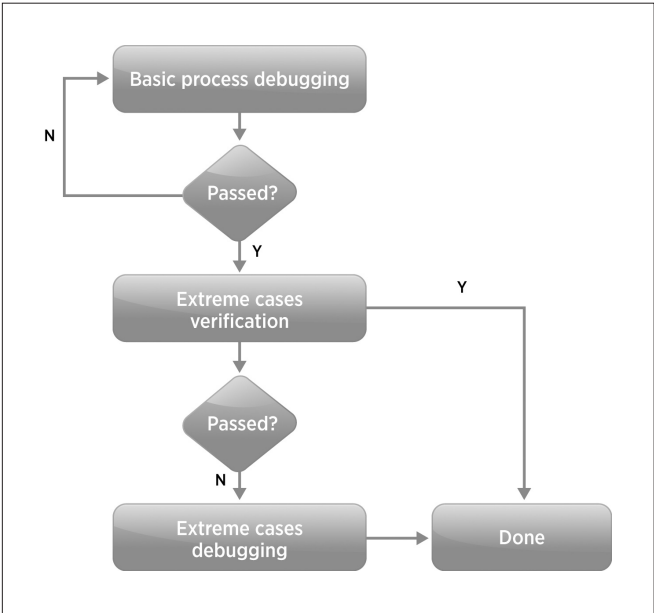 Basic process debugging
N
Passed?
Y
Extreme cases
verification
Y
Passed?
N
Extreme cases
debugging
Done